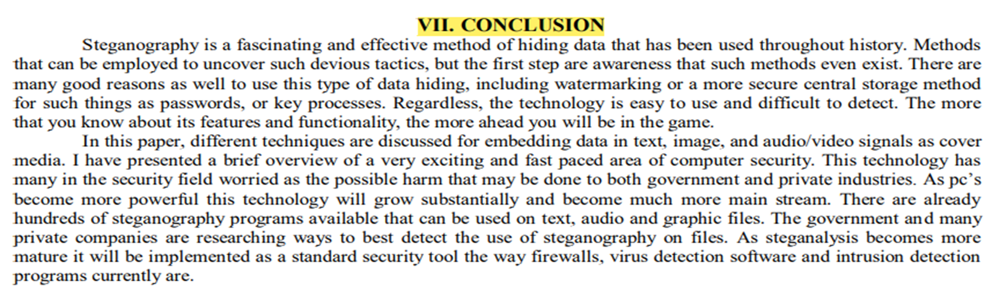 VII. CONCLUSION
Steganography is a fascinating and effective method of hiding data that has been used throughout history. Methods
that can be employed to uncover such devious tactics, but the first step are awareness that such methods even exist. There are
many good reasons as well to use this type of data hiding, including watermarking or a more secure central storage method
for such things as passwords, or key processes. Regardless, the technology is easy to use and difficult to detect. The more
that you know about its features and functionality, the more ahead you will be in the game.
In this paper, different techniques are discussed for embedding data in text, image, and audio/video signals as cover
media. I have presented a brief overview of a very exciting and fast paced area of computer security. This technology has
many in the security field worried as the possible harm that may be done to both government and private industries. As pc’s
become more powerful this technology will grow substantially and become much more main stream. There are already
hundreds of steganography programs available that can be used on text, audio and graphic files. The government and many
private companies are researching ways to best detect the use of steganography on files. As steganalysis becomes more
mature it will be implemented as a standard security tool the way firewalls, virus detection software and intrusion detection
programs currently are.